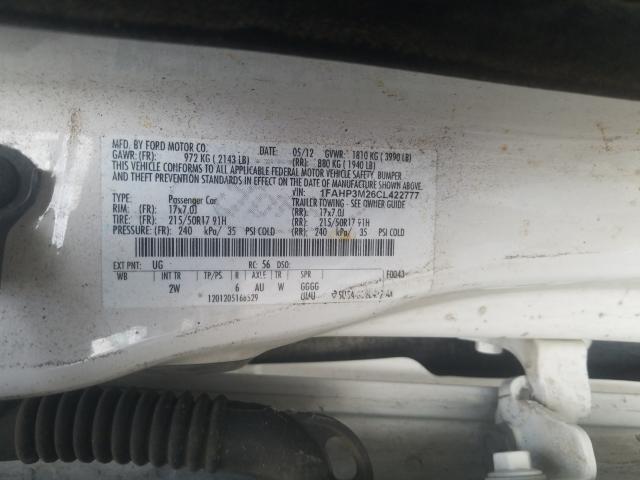 MFD. BY FORD MOTOR CO. DATE: 05/12 GVWR: 1810 KG (3990 LB)
GAWR: (FR): 972 KG (2143 LB) (RR): 880 KG (1940 LB)
THIS VEHICLE CONFORMS TO ALL APPLICABLE FEDERAL MOTOR VEHICLE SAFETY, BUMPER
AND THEFT PREVENTION STANDARDS IN EFFECT ON THE DATE OF MANUFACTURE SHOWN ABOVE.
VIN: 1FAHP3M26CL422777
TYPE: Passenger Car TRAILER TOWING - SEE OWNER GUIDE
RIM: (FR): 17x7.0J (RR): 17x7.0J
TIRE: (FR): 215/50R17 91H (RR): 215/50R17 91H
PRESSURE: (FR): 240 kPa/ 35 PSI COLD (RR): 240 kPa/ 35 PSI COLD
EXT PNT: UG RC: 56 DSO: F0043
WB INT TR TP/PS R AXLE TR SPR
2W 6 AU W GGGG
1201205166529 UUAU